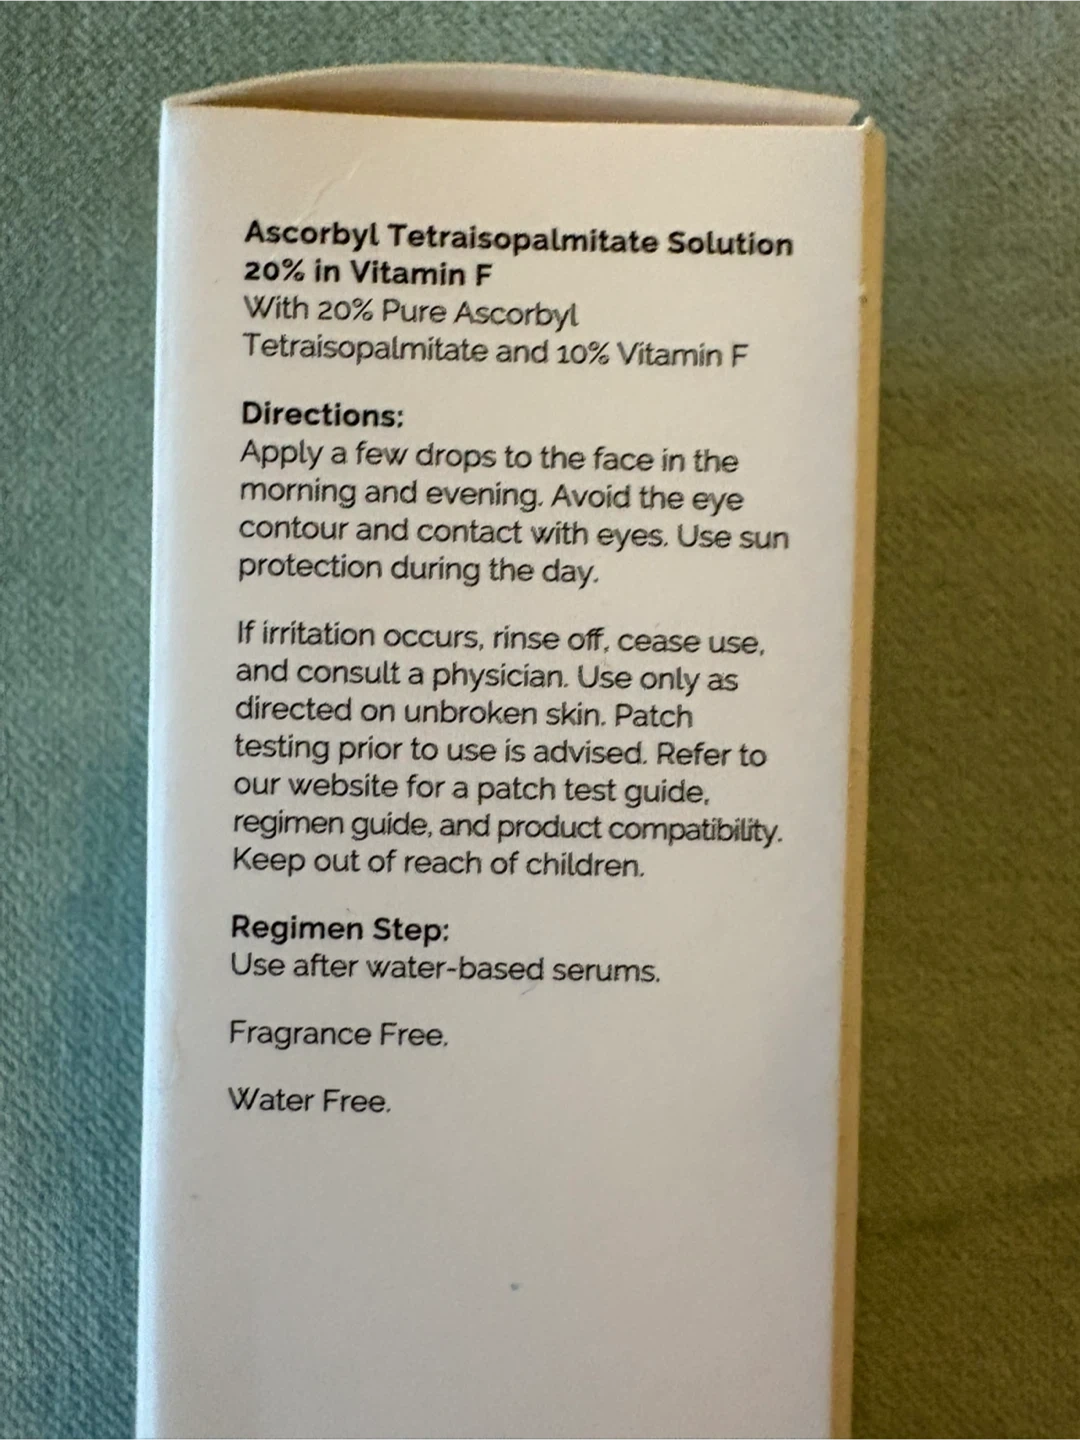 Ascorbyl Tetraisopalmitate Solution
20% in Vitamin F
With 20% Pure Ascorbyl
Tetraisopalmitate and 10% Vitamin F
Directions:
Apply a few drops to the face in the
morning and evening. Avoid the eye
contour and contact with eyes. Use sun
protection during the day.
If irritation occurs, rinse off, cease use,
and consult a physician. Use only as
directed on unbroken skin. Patch
testing prior to use is advised. Refer to
our website for a patch test guide,
regimen guide, and product compatibility.
Keep out of reach of children.
Regimen Step:
Use after water-based serums.
Fragrance Free.
Water Free.